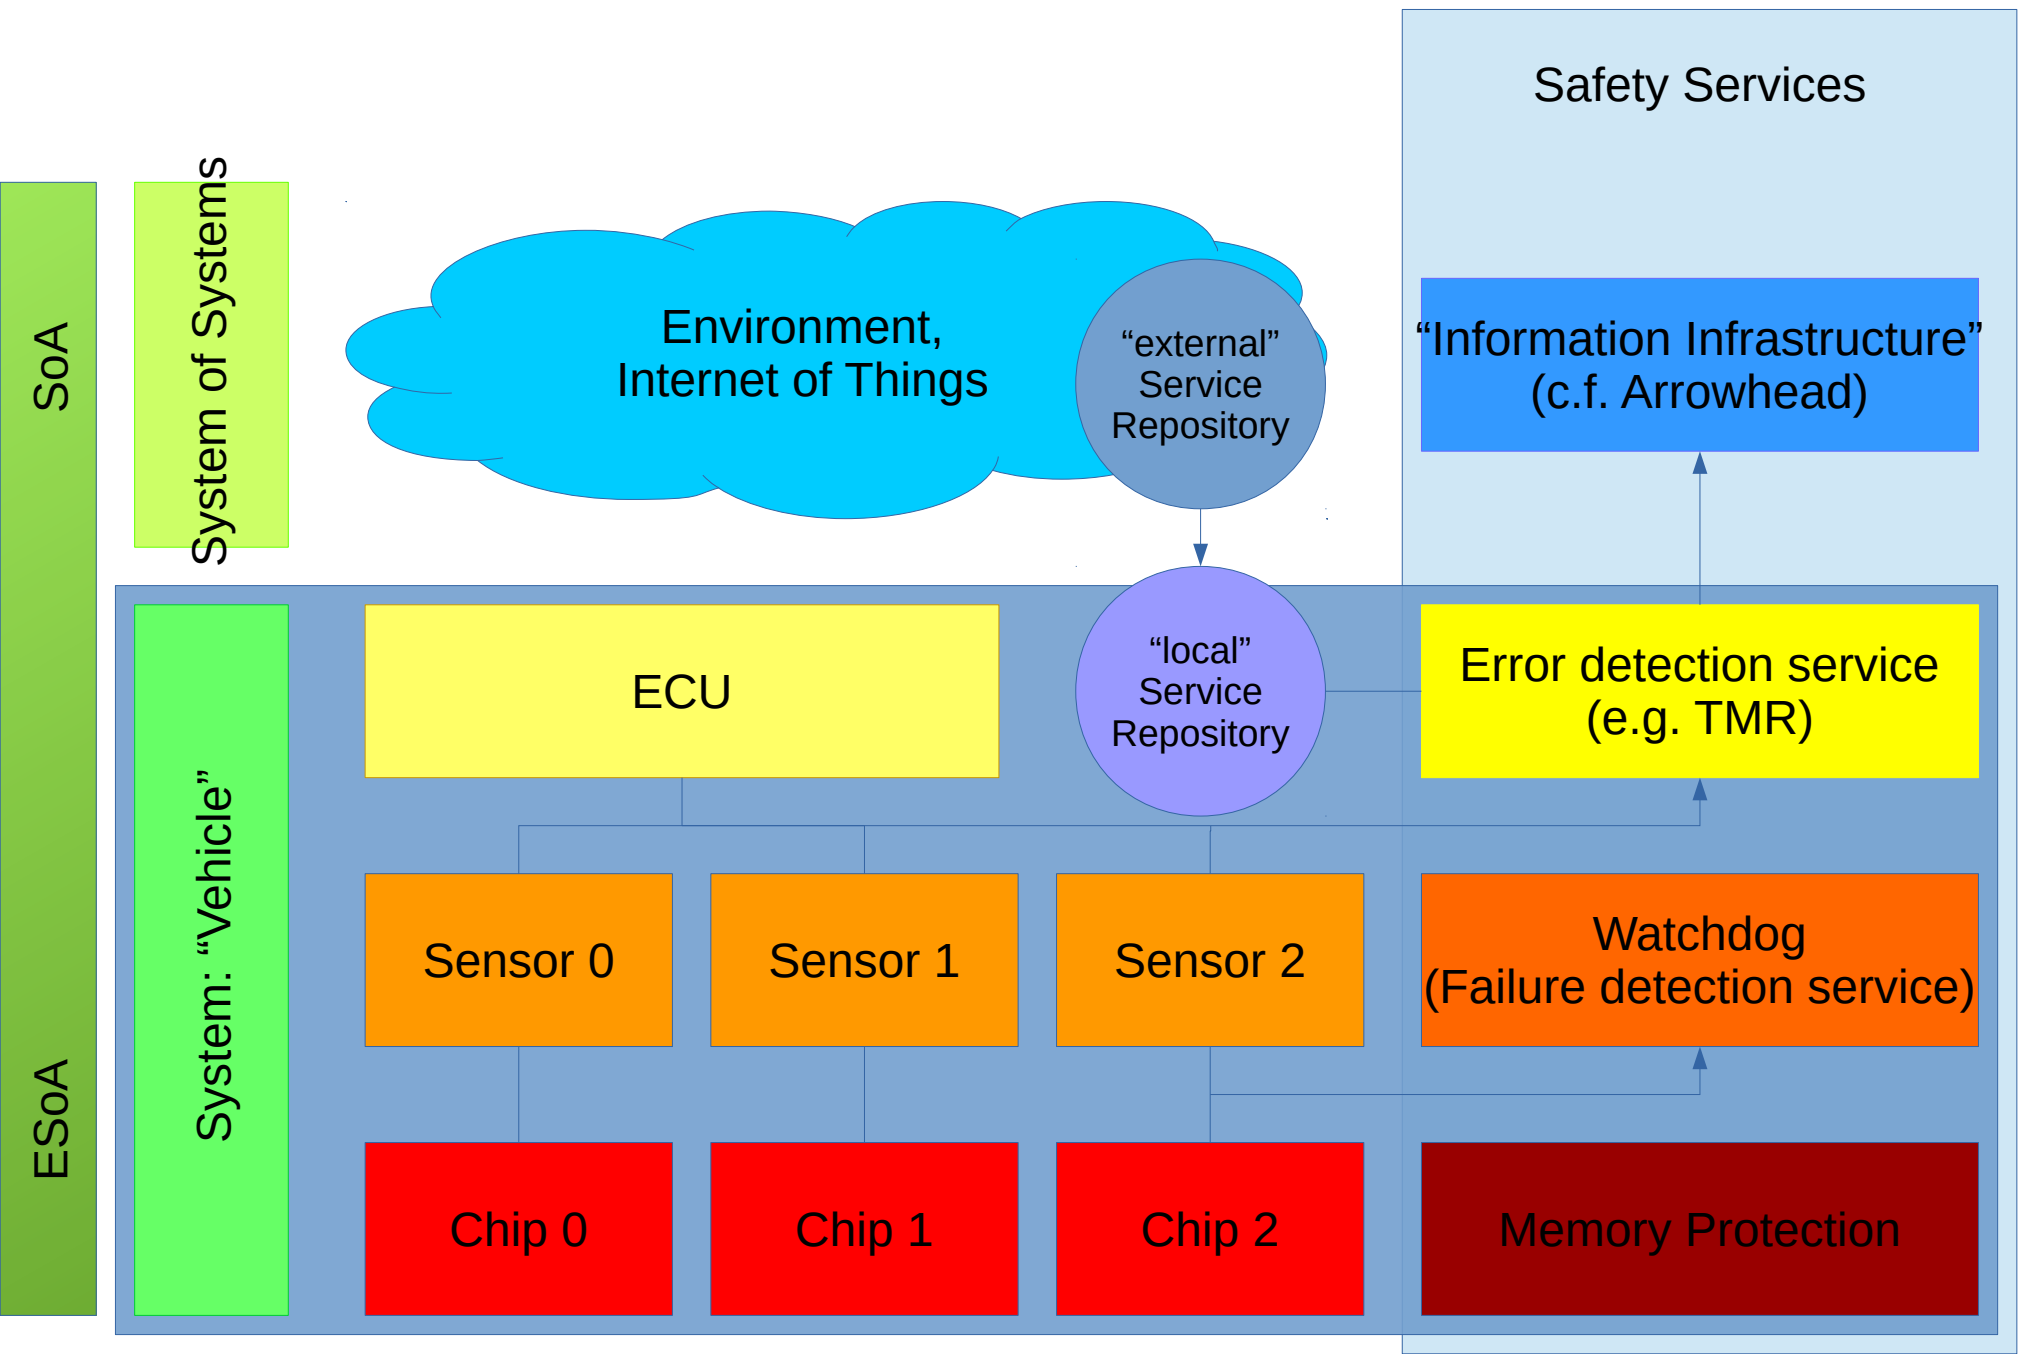 Safety Services
SoA
System of Systems
Environment,
Internet of Things
“external”
Service
Repository
“Information Infrastructure”
(c.f. Arrowhead)
ESoA
System: “Vehicle”
ECU
“local”
Service
Repository
Error detection service
(e.g. TMR)
Sensor 0
Sensor 1
Sensor 2
Watchdog
(Failure detection service)
Chip 0
Chip 1
Chip 2
Memory Protection